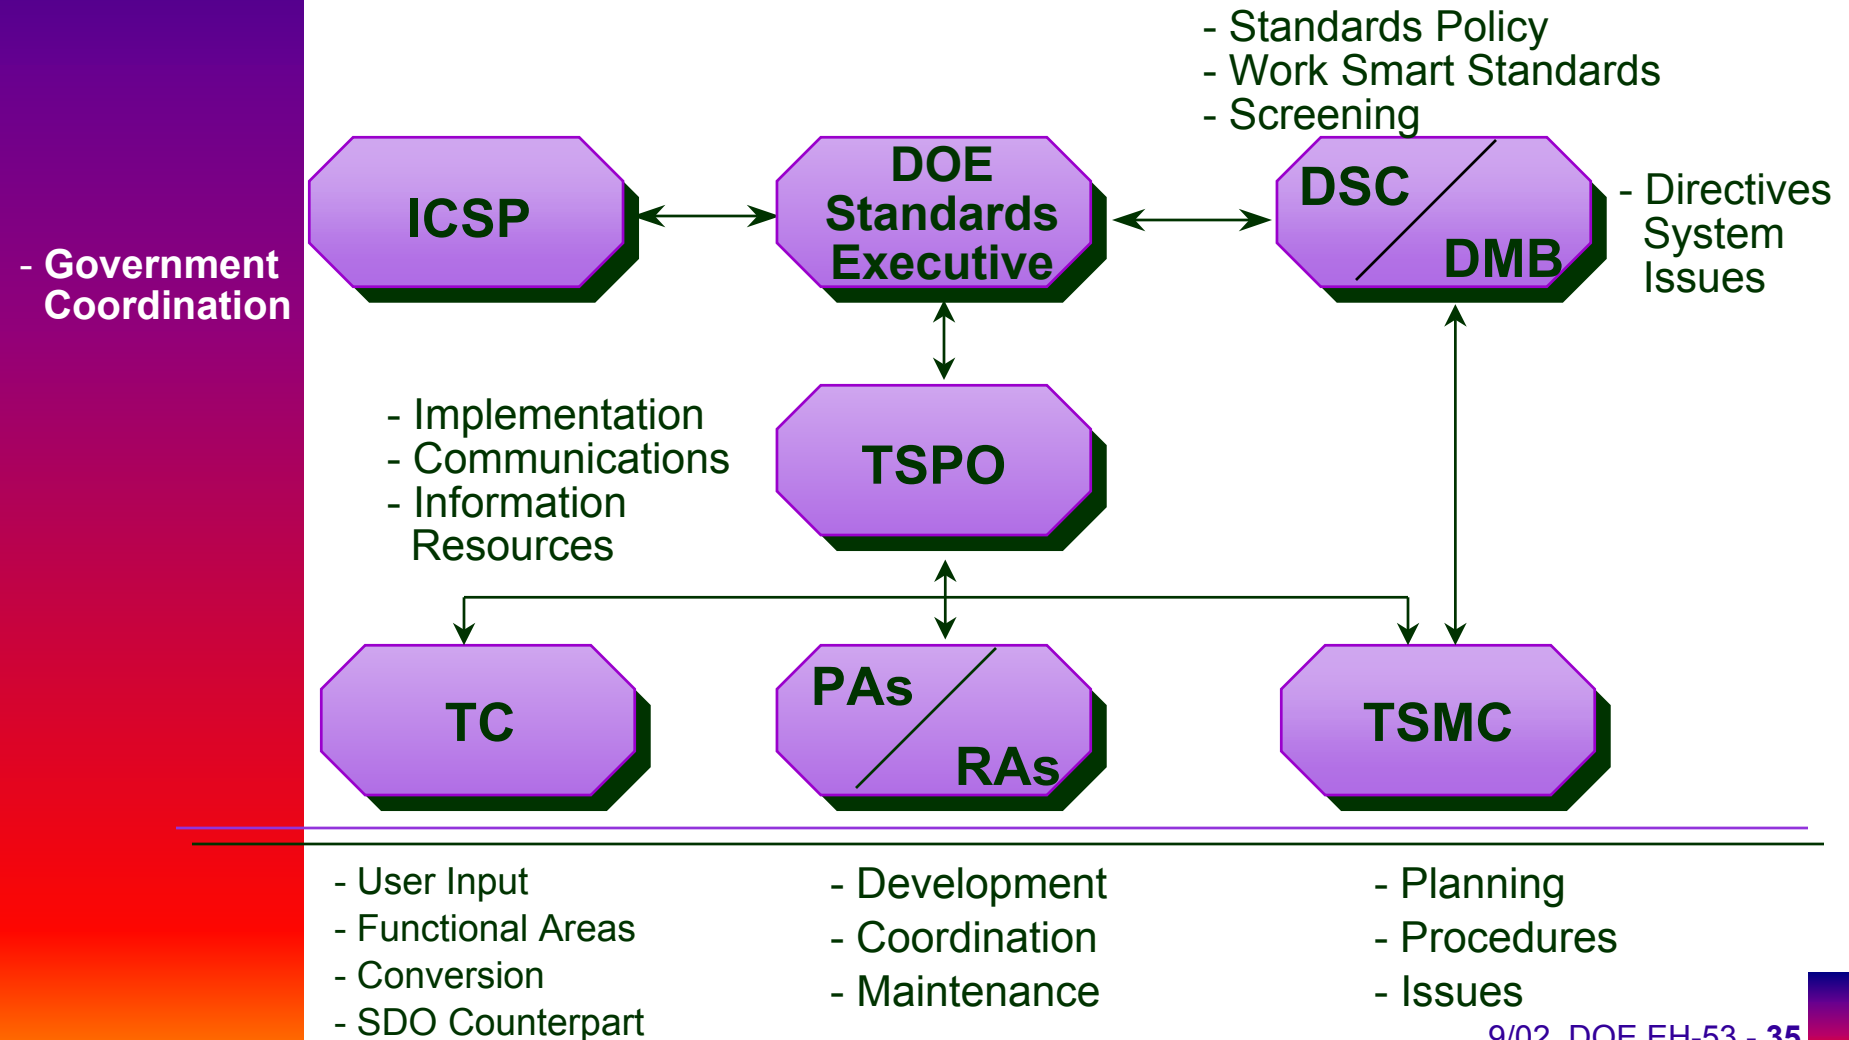 - Standards Policy
- Work Smart Standards
- Screening
ICSP
DOE
Standards
Executive
DSC
DMB
- Directives
System
Issues
- Government
Coordination
- Implementation
- Communications
- Information
Resources
TSPO
TC
PAs
RAs
TSMC
- User Input
- Functional Areas
- Conversion
- SDO Counterpart
- Development
- Coordination
- Maintenance
- Planning
- Procedures
- Issues
9/02 DOE EH-53 - 35